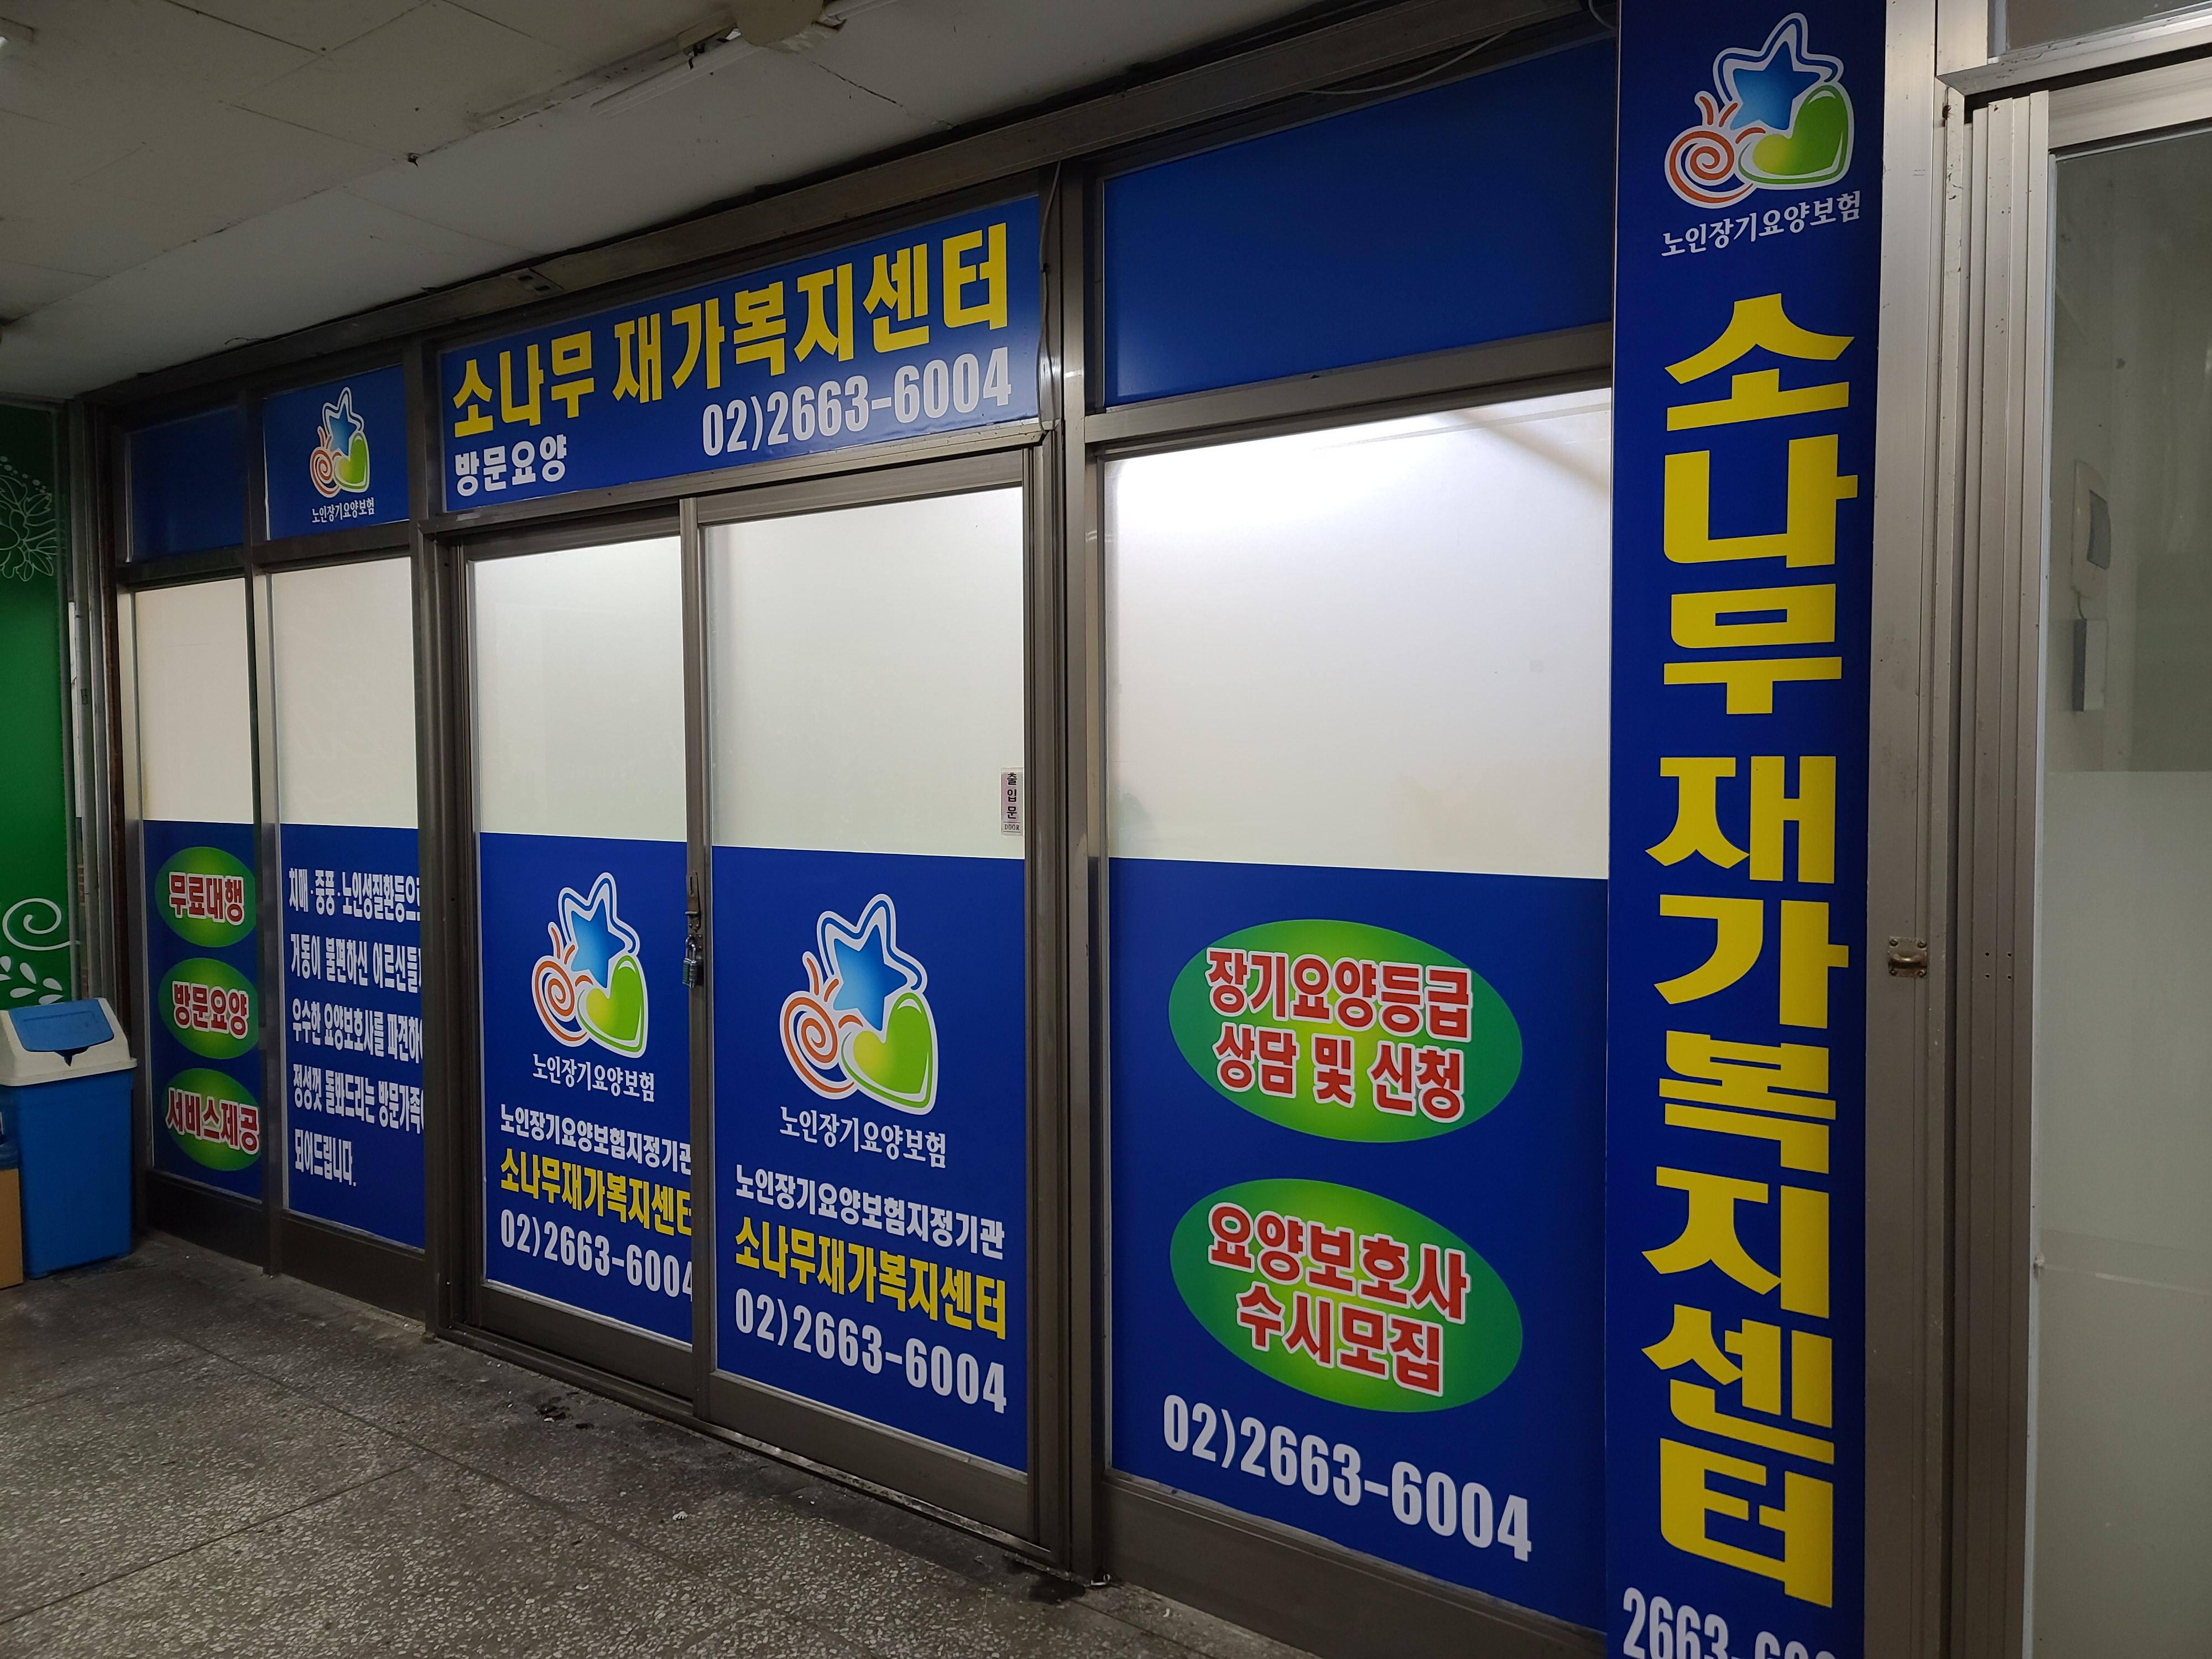 노인장기요양보험
소나무 재가복지센터
방문요양
02)2663-6004
무료대행
방문요양
서비스제공
치매·중풍·노인성질환등으로
거동이 불편하신 어르신들
우수한 요양보호사를 파견하여
정성껏 돌봐드리는 방문가족
되어드립니다.
노인장기요양보험
노인장기요양보험지정기관
소나무재가복지센터
02)2663-6004
출입문
DOOR
노인장기요양보험
노인장기요양보험지정기관
소나무재가복지센터
02)2663-6004
장기요양등급
상담 및 신청
요양보호사
수시모집
02)2663-6004
노인장기요양보험
소나무 재가복지센터
2663-600